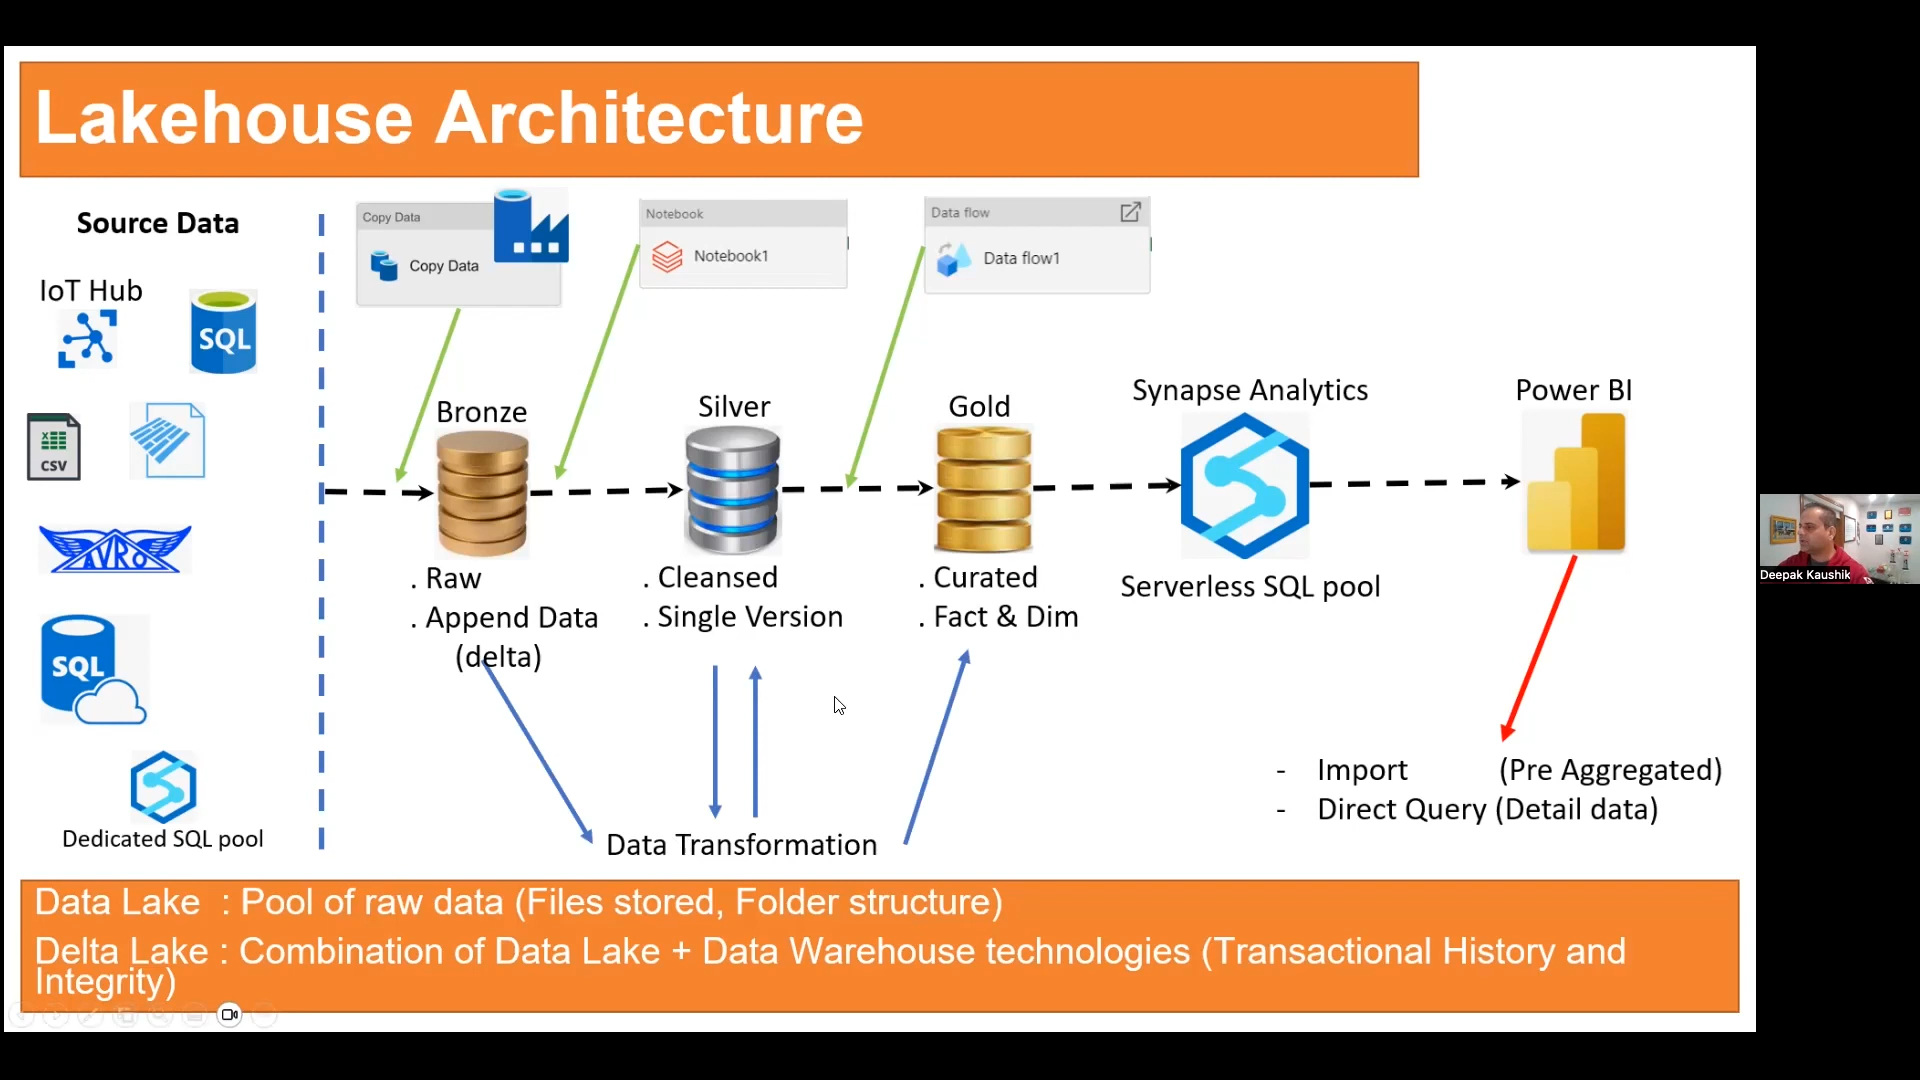 Lakehouse Architecture
Source Data
IoT Hub
SQL
CSV
AVRO
SQL
Dedicated SQL pool
Copy Data
Copy Data
Notebook
Notebook1
Data flow
Data flow1
Bronze
. Raw
. Append Data
(delta)
Silver
. Cleansed
. Single Version
Gold
. Curated
. Fact & Dim
Synapse Analytics
Serverless SQL pool
Power BI
- Import (Pre Aggregated)
- Direct Query (Detail data)
Data Transformation
Data Lake : Pool of raw data (Files stored, Folder structure)
Delta Lake : Combination of Data Lake + Data Warehouse technologies (Transactional History and
Integrity)
Deepak Kaushik